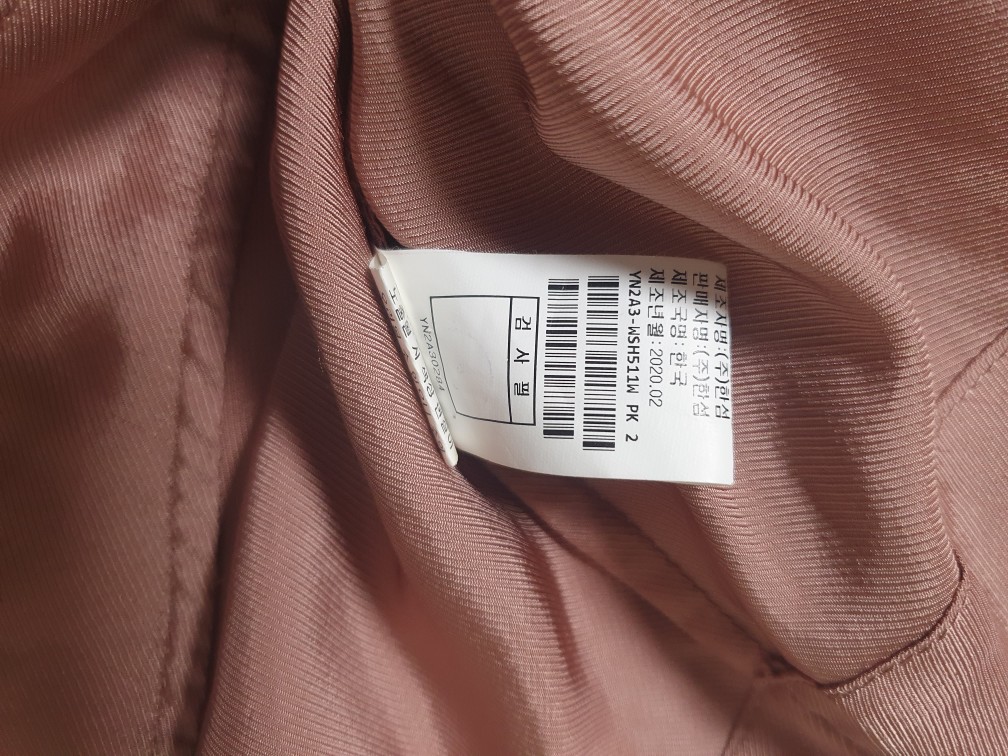 제조자명:(주)한섬
판매자명:(주)한섬
제조국명: 한국
제조년월: 2020.02
YN2A3-WSH511W PK 2
검사필